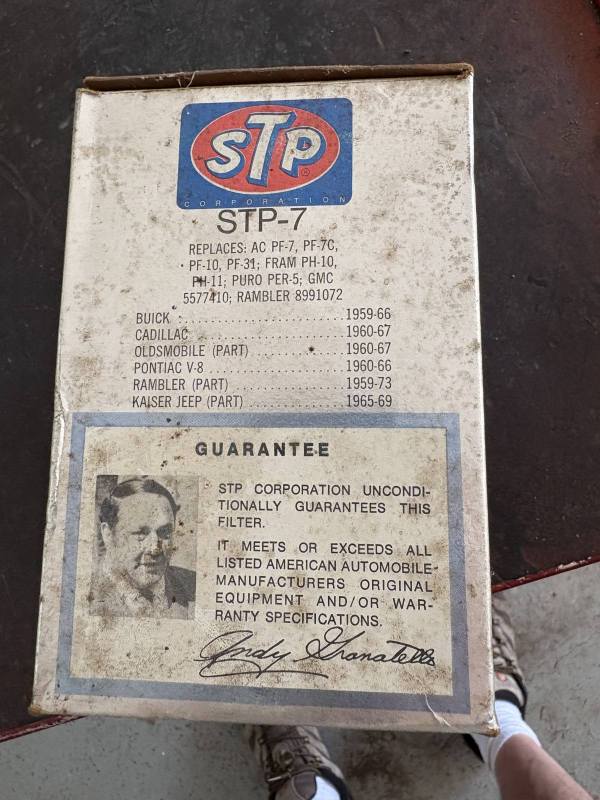 STP
CORPORATION
STP-7
REPLACES: AC PF-7, PF-7C,
PF-10, PF-31; FRAM PH-10,
PH-11; PURO PER-5; GMC
5577410; RAMBLER 8991072
BUICK ........................ 1959-66
CADILLAC ........................ 1960-67
OLDSMOBILE (PART) ............... 1960-67
PONTIAC V-8 ..................... 1960-66
RAMBLER (PART) .................. 1959-73
KAISER JEEP (PART) .............. 1965-69
GUARANTEE
STP CORPORATION UNCONDI-
TIONALLY GUARANTEES THIS
FILTER.
IT MEETS OR EXCEEDS ALL
LISTED AMERICAN AUTOMOBILE
MANUFACTURERS ORIGINAL
EQUIPMENT AND/OR WAR-
RANTY SPECIFICATIONS.
Andy Granatelli